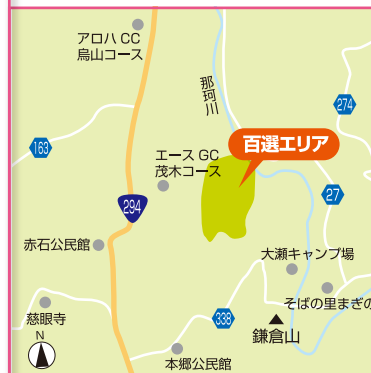 アロハ CC
烏山コース
那珂川
274
百選エリア
163
エース GC
茂木コース
27
294
赤石公民館
大瀬キャンプ場
そばの里まぎの
慈眼寺
338
鎌倉山
N
本郷公民館